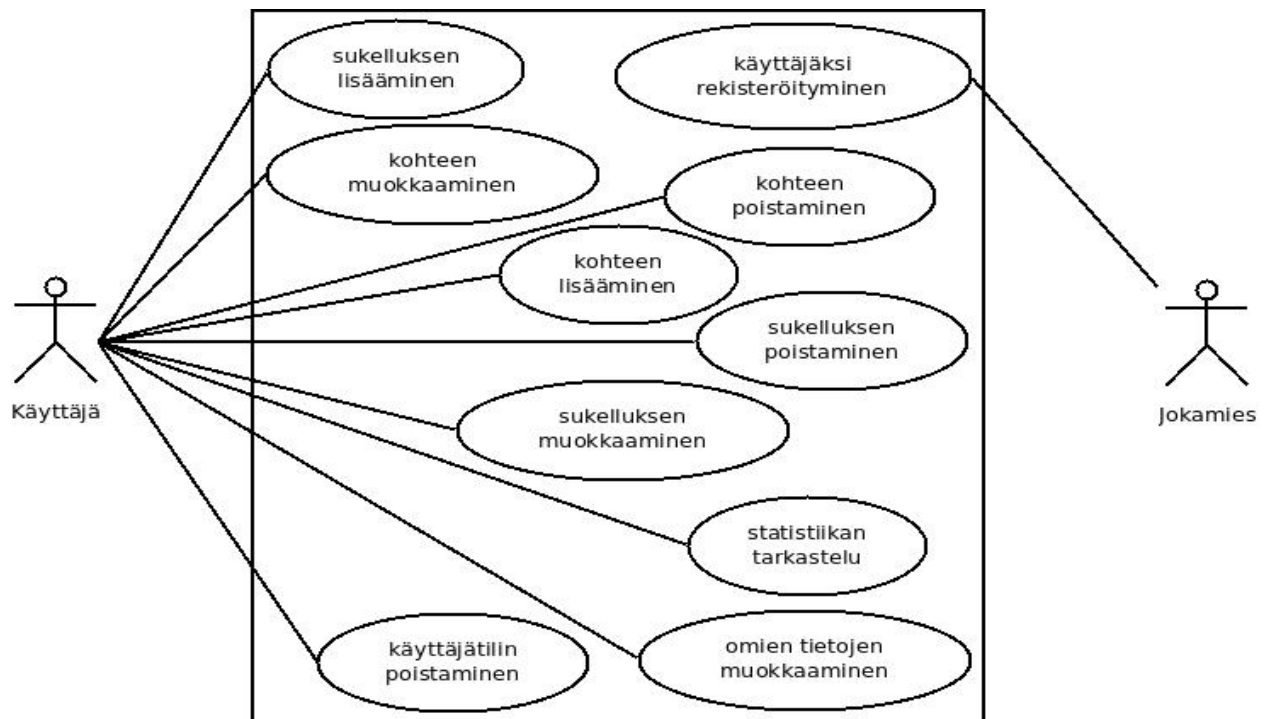 sukelluksen
lisääminen
käyttäjäksi
rekisteröityminen
kohteen
muokkaaminen
kohteen
poistaminen
kohteen
lisääminen
sukelluksen
poistaminen
Käyttäjä
Jokamies
sukelluksen
muokkaaminen
statistiikan
tarkastelu
käyttäjätilin
poistaminen
omien tietojen
muokkaaminen